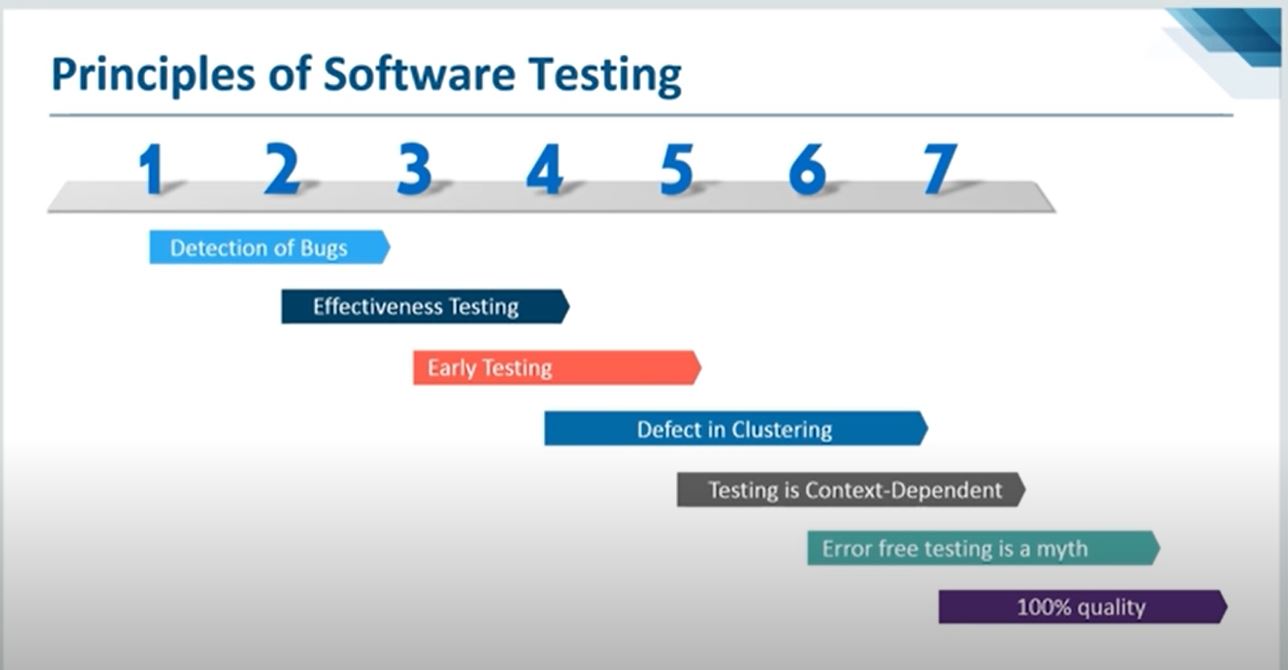 Principles of Software Testing
1 2 3 4 5 6 7
Detection of Bugs
Effectiveness Testing
Early Testing
Defect in Clustering
Testing is Context-Dependent
Error free testing is a myth
100% quality